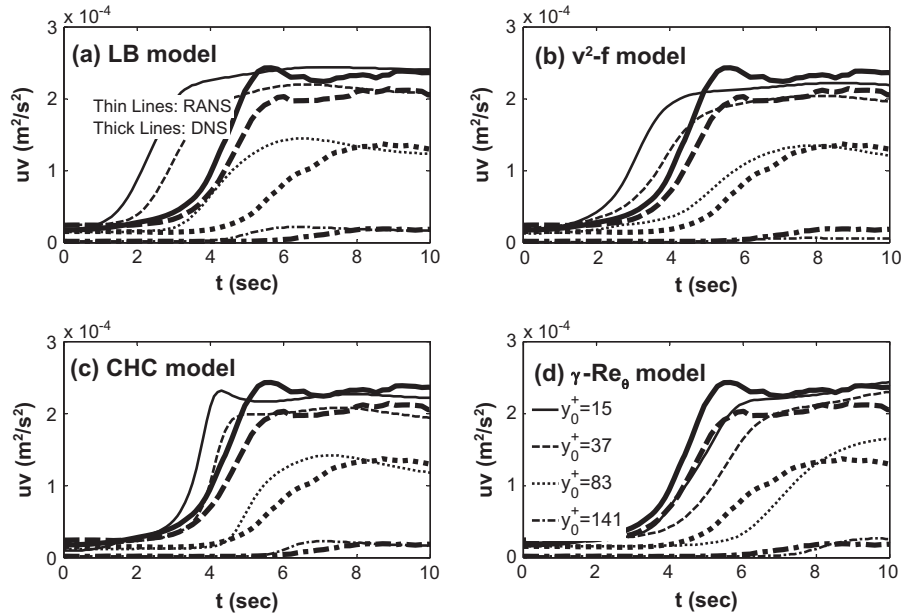 x 10⁻⁴
3
2
1
0
uv (m²/s²)
(a) LB model
Thin Lines: RANS
Thick Lines: DNS
0 2 4 6 8 10
t (sec)
x 10⁻⁴
3
2
1
0
uv (m²/s²)
(b) v²-f model
0 2 4 6 8 10
t (sec)
x 10⁻⁴
3
2
1
0
uv (m²/s²)
(c) CHC model
0 2 4 6 8 10
t (sec)
x 10⁻⁴
3
2
1
0
uv (m²/s²)
(d) γ-Reθ model
y₀⁺=15
y₀⁺=37
y₀⁺=83
y₀⁺=141
0 2 4 6 8 10
t (sec)